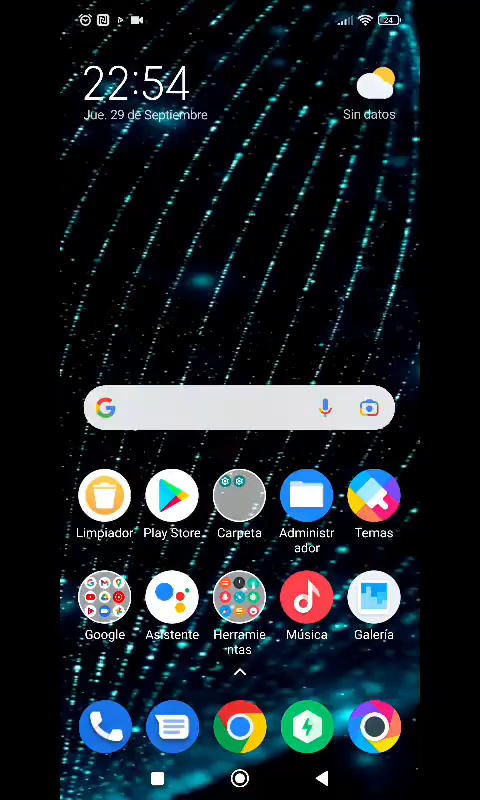 24
22:54
Jue. 29 de Septiembre
Sin datos
Limpiador
Play Store
Carpeta
Administr
ador
Temas
Google
Asistente
Herramie
ntas
Música
Galería